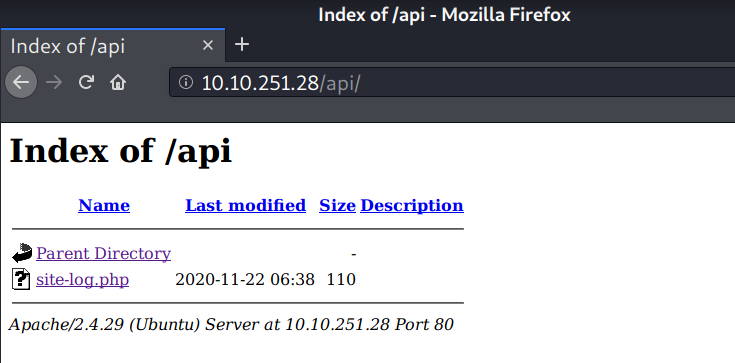 Index of /api - Mozilla Firefox
Index of /api × +
10.10.251.28/api/
Index of /api
Name Last modified Size Description
Parent Directory -
site-log.php 2020-11-22 06:38 110
Apache/2.4.29 (Ubuntu) Server at 10.10.251.28 Port 80